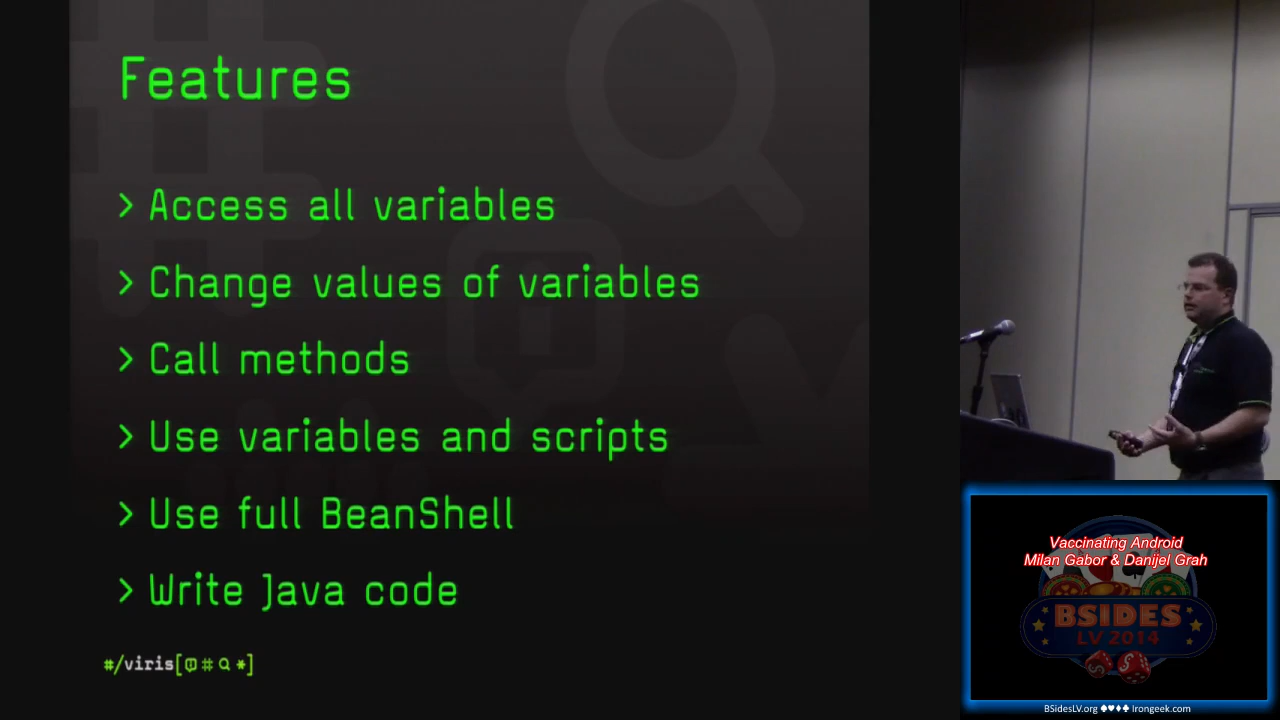 Features
> Access all variables
> Change values of variables
> Call methods
> Use variables and scripts
> Use full BeanShell
> Write Java code
#/viris[#*]
Vaccinating Android
Milan Gabor & Danijel Grah
BSIDES
LV 2014
BSidesLV.org ♠♥♦♣ Irongeek.com